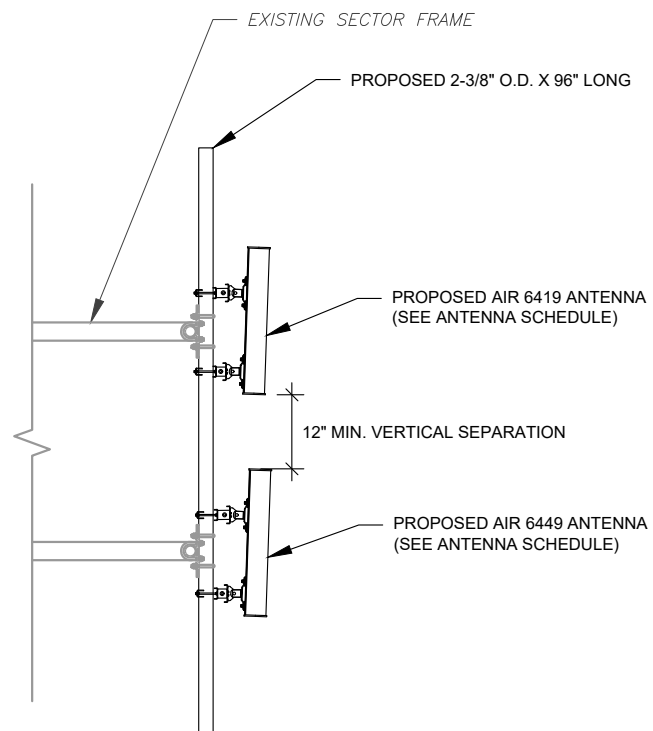 EXISTING SECTOR FRAME
PROPOSED 2-3/8" O.D. X 96" LONG
PROPOSED AIR 6419 ANTENNA
(SEE ANTENNA SCHEDULE)
12" MIN. VERTICAL SEPARATION
PROPOSED AIR 6449 ANTENNA
(SEE ANTENNA SCHEDULE)